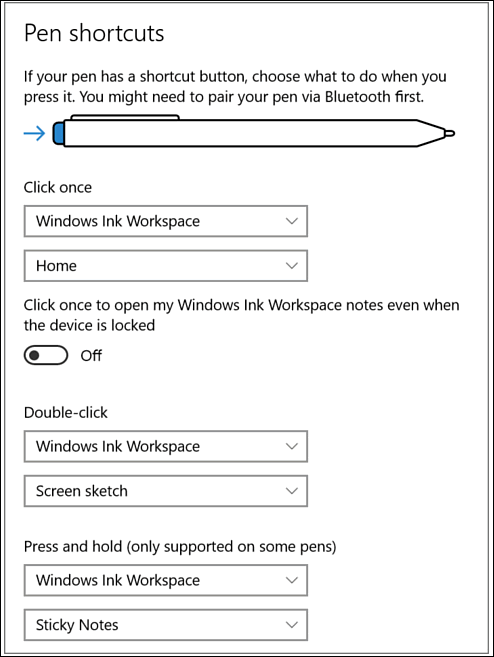 Pen shortcuts
If your pen has a shortcut button, choose what to do when you
press it. You might need to pair your pen via Bluetooth first.
Click once
Windows Ink Workspace
Home
Click once to open my Windows Ink Workspace notes even when
the device is locked
Off
Double-click
Windows Ink Workspace
Screen sketch
Press and hold (only supported on some pens)
Windows Ink Workspace
Sticky Notes